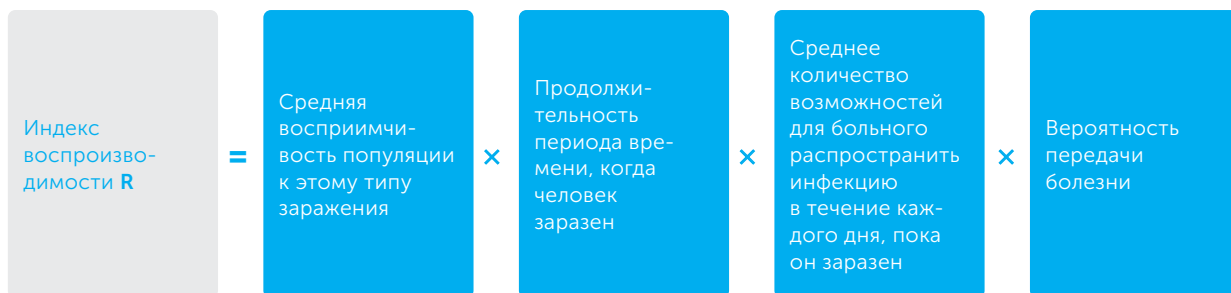 Индекс
воспроизво-
димости R
=
Средняя
восприимчи-
вость популяции
к этому типу
заражения
×
Продолжи-
тельность
периода вре-
мени, когда
человек
заразен
×
Среднее
количество
возможностей
для больного
распространить
инфекцию
в течение каж-
дого дня, пока
он заразен
×
Вероятность
передачи
болезни